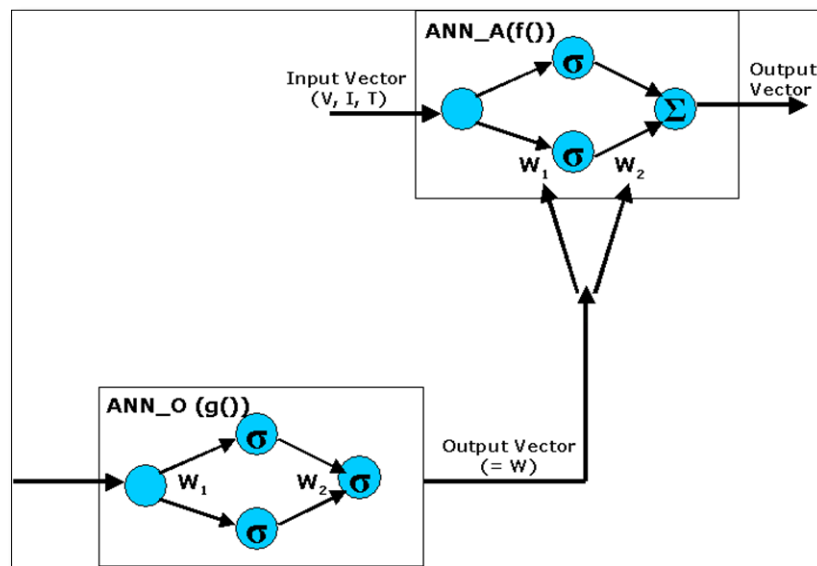 ANN_A(f())
Input Vector
(V, I, T)
σ
Σ
Output
Vector
σ
W₁
W₂
ANN_O (g())
σ
W₁
W₂
σ
σ
Output Vector
(= W)